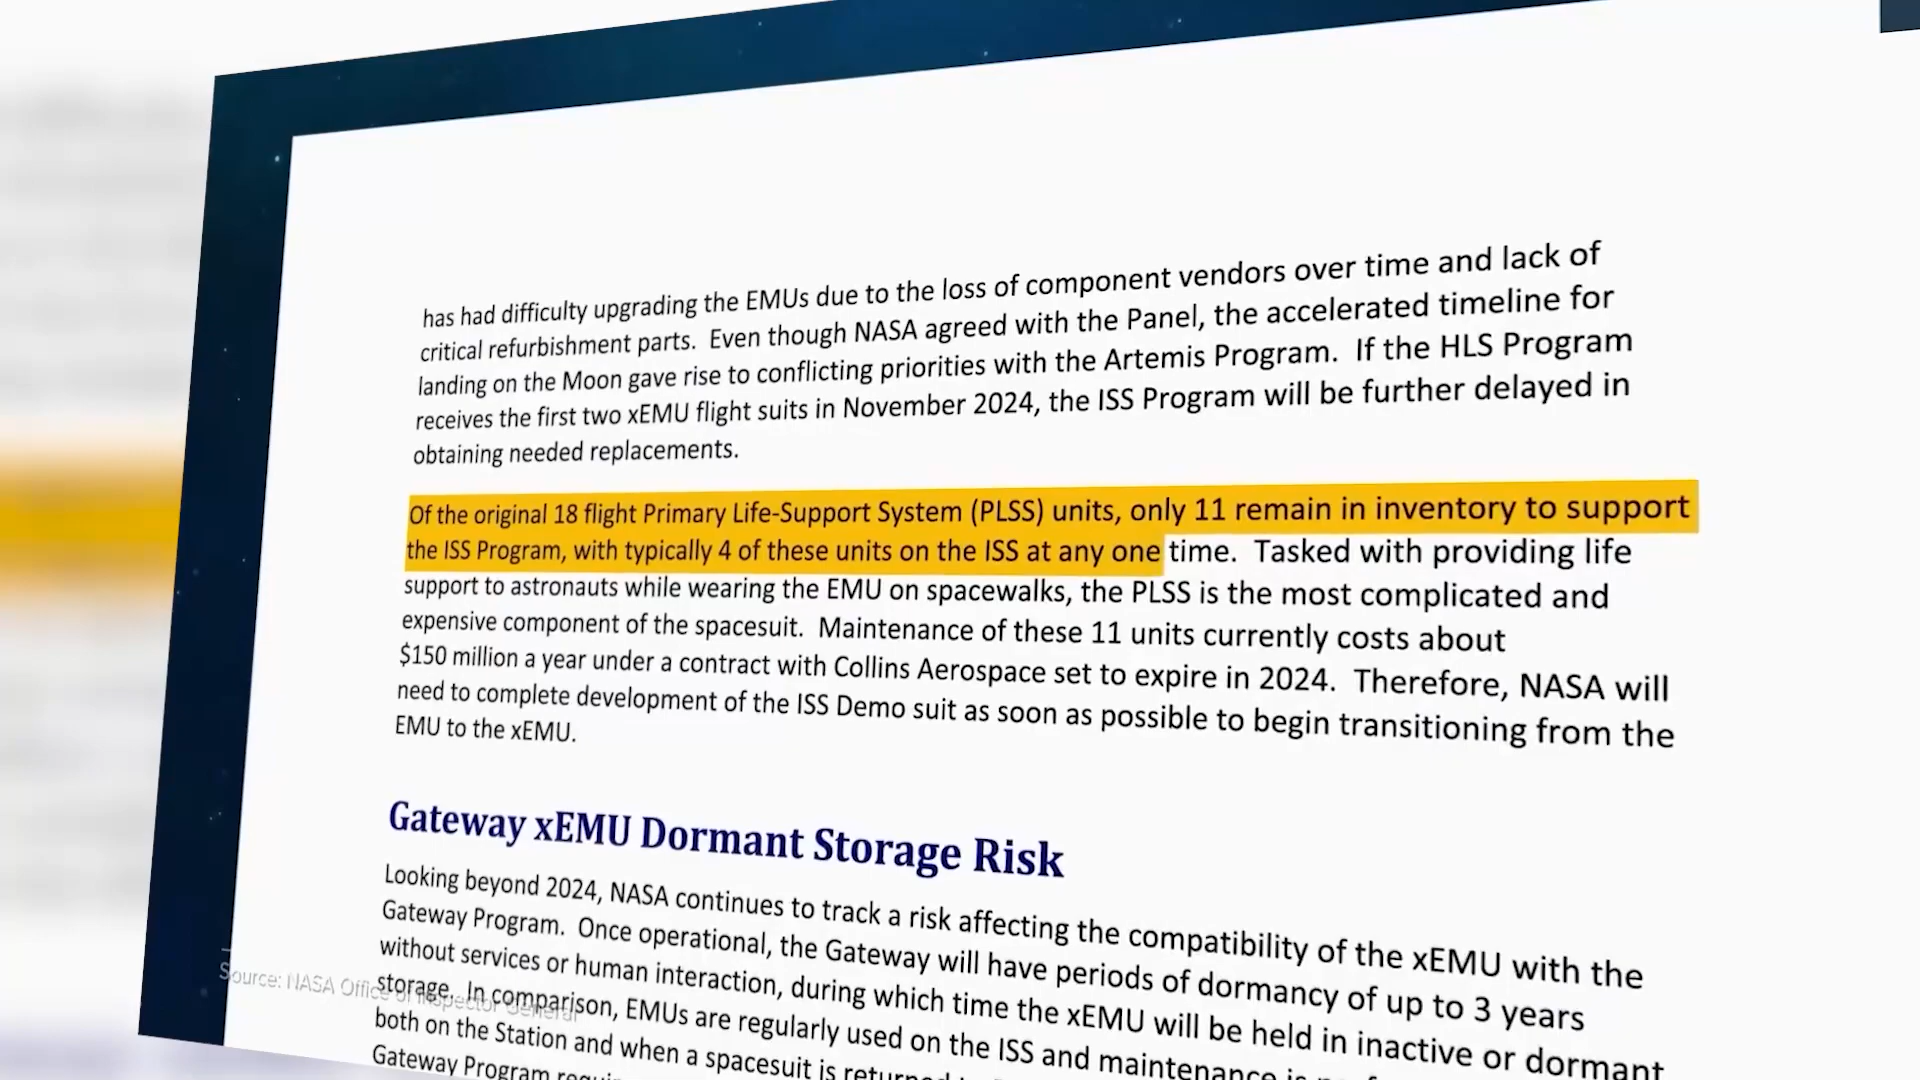 has had difficulty upgrading the EMUs due to the loss of component vendors over time and lack of
critical refurbishment parts. Even though NASA agreed with the Panel, the accelerated timeline for
landing on the Moon gave rise to conflicting priorities with the Artemis Program. If the HLS Program
receives the first two xEMU flight suits in November 2024, the ISS Program will be further delayed in
obtaining needed replacements.
Of the original 18 flight Primary Life-Support System (PLSS) units, only 11 remain in inventory to support
the ISS Program, with typically 4 of these units on the ISS at any one time. Tasked with providing life
support to astronauts while wearing the EMU on spacewalks, the PLSS is the most complicated and
expensive component of the spacesuit. Maintenance of these 11 units currently costs about
$150 million a year under a contract with Collins Aerospace set to expire in 2024. Therefore, NASA will
need to complete development of the ISS Demo suit as soon as possible to begin transitioning from the
EMU to the xEMU.
Gateway xEMU Dormant Storage Risk
Looking beyond 2024, NASA continues to track a risk affecting the compatibility of the xEMU with the
Gateway Program. Once operational, the Gateway will have periods of dormancy of up to 3 years
without services or human interaction, during which time the xEMU will be held in inactive or dormant
storage. In comparison, EMUs are regularly used on the ISS and maintenance is
both on the Station and when a spacesuit is returned
Gateway Program
Source: NASA Office of Inspector General